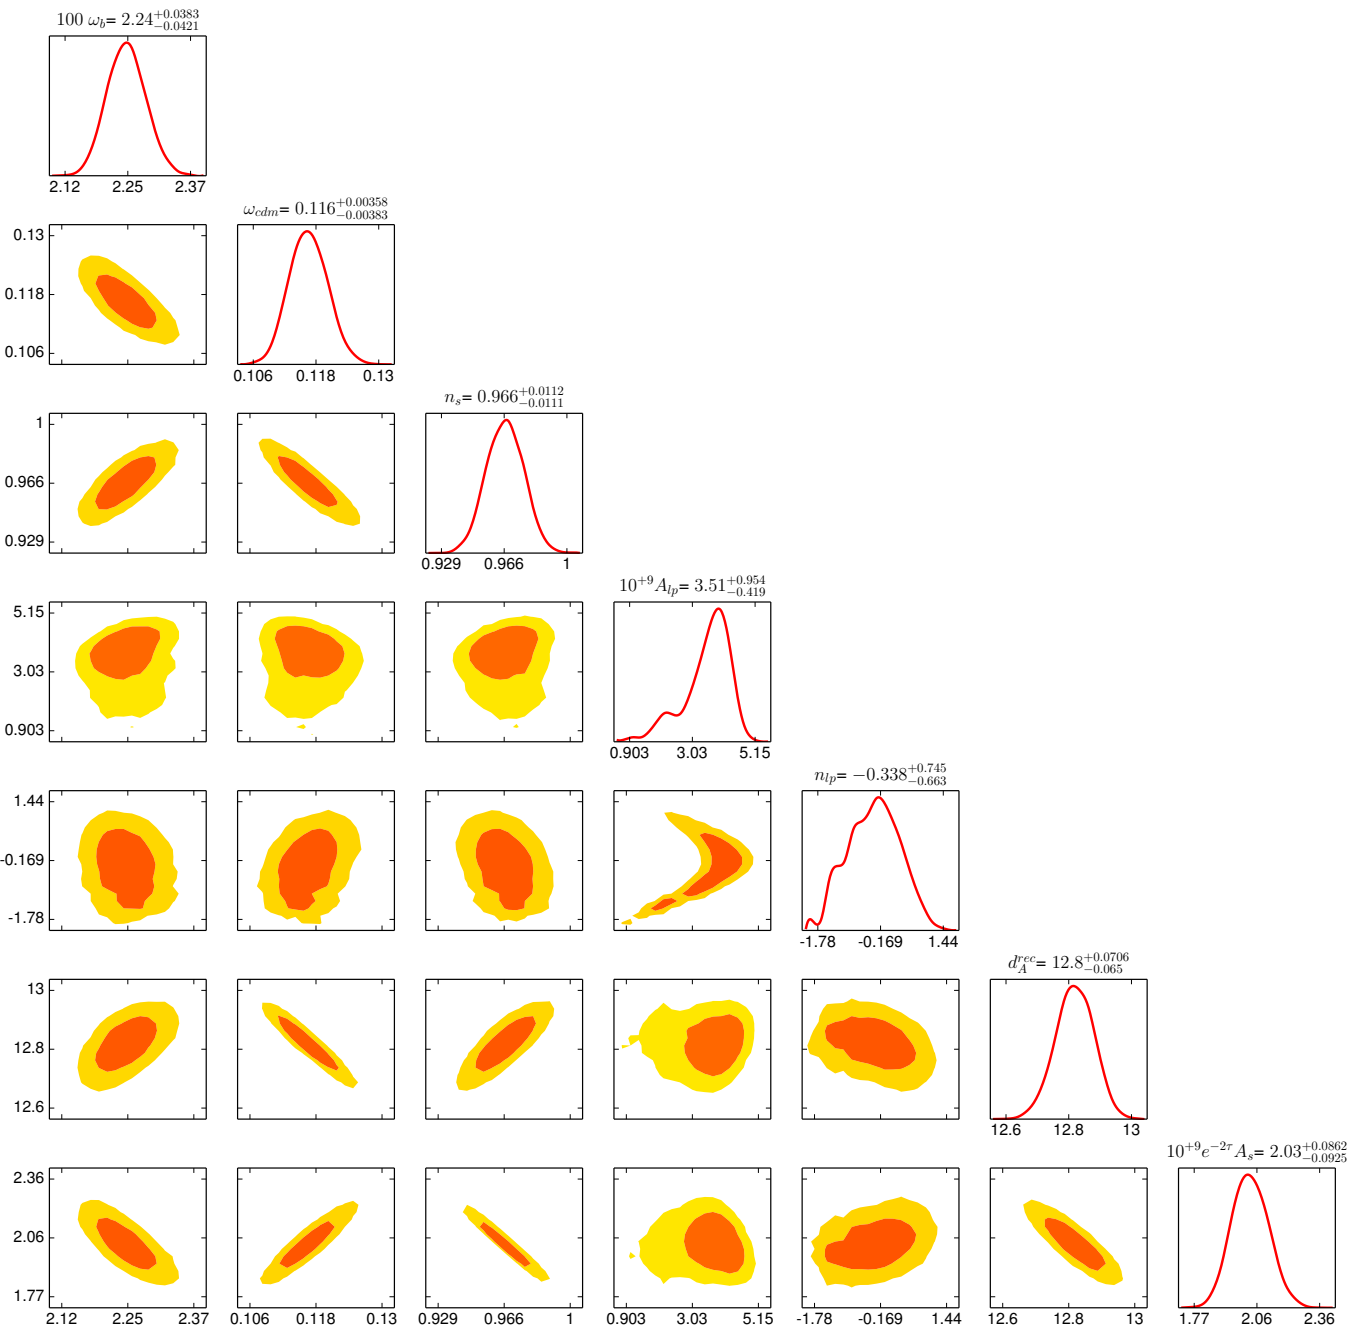 100 ω_b= 2.24^{+0.0383}_{−0.0421}
2.12 2.25 2.37
ω_{cdm}= 0.116^{+0.00358}_{−0.00383}
0.13
0.118
0.106
0.106 0.118 0.13
n_s= 0.966^{+0.0112}_{−0.0111}
1
0.966
0.929
0.929 0.966 1
10^{+9}A_{lp}= 3.51^{+0.954}_{−0.419}
5.15
3.03
0.903
0.903 3.03 5.15
n_{lp}= −0.338^{+0.745}_{−0.663}
1.44
-0.169
-1.78
-1.78 -0.169 1.44
d_A^{rec}= 12.8^{+0.0706}_{−0.065}
13
12.8
12.6
12.6 12.8 13
10^{+9}e^{−2τ}A_s= 2.03^{+0.0862}_{−0.0925}
2.36
2.06
1.77
2.12 2.25 2.37 0.106 0.118 0.13 0.929 0.966 1 0.903 3.03 5.15 -1.78 -0.169 1.44 12.6 12.8 13 1.77 2.06 2.36